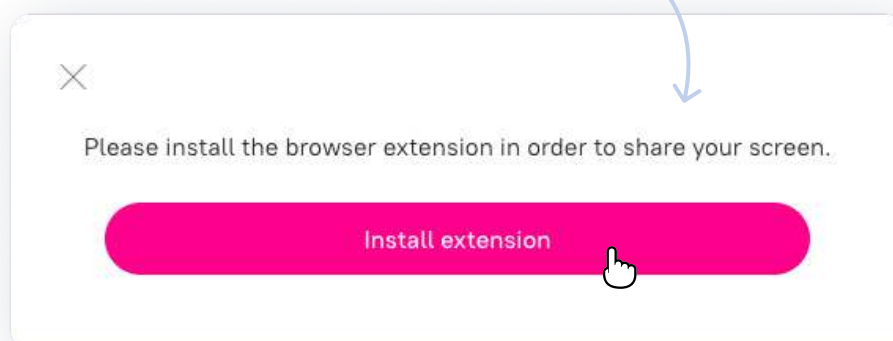 Please install the browser extension in order to share your screen.
Install extension